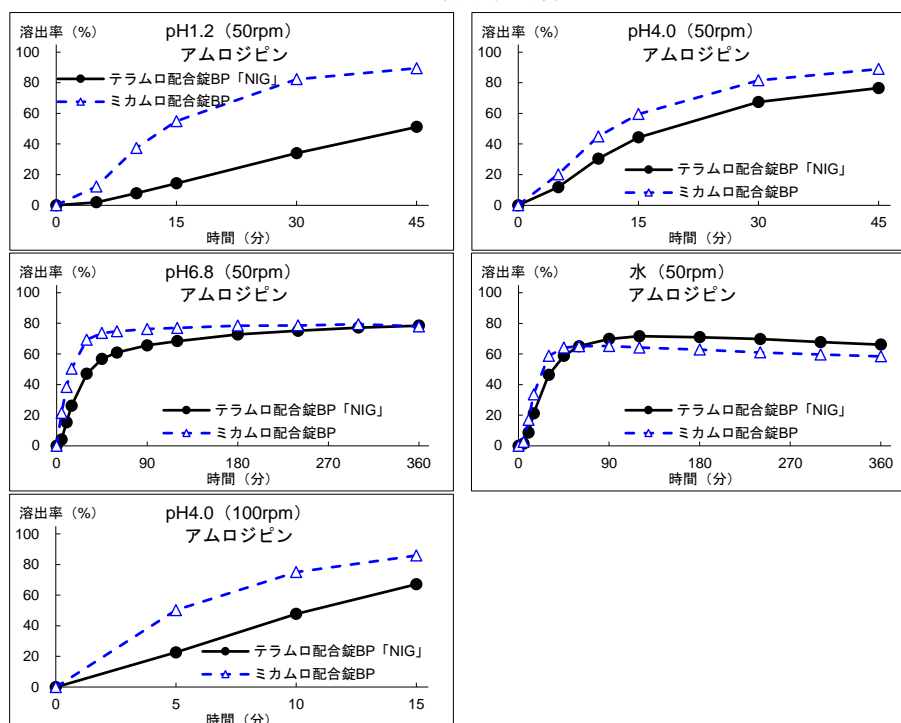 pH1.2（50rpm）
溶出率（%）
アムロジピン
100
80
60
40
20
0
テラムロ配合錠BP「NIG」
ミカムロ配合錠BP
0 15 30 45
時間（分）
pH4.0（50rpm）
溶出率（%）
アムロジピン
100
80
60
40
20
0
テラムロ配合錠BP「NIG」
ミカムロ配合錠BP
0 15 30 45
時間（分）
pH6.8（50rpm）
溶出率（%）
アムロジピン
100
80
60
40
20
0
テラムロ配合錠BP「NIG」
ミカムロ配合錠BP
0 90 180 270 360
時間（分）
水（50rpm）
溶出率（%）
アムロジピン
100
80
60
40
20
0
テラムロ配合錠BP「NIG」
ミカムロ配合錠BP
0 90 180 270 360
時間（分）
pH4.0（100rpm）
溶出率（%）
アムロジピン
100
80
60
40
20
0
テラムロ配合錠BP「NIG」
ミカムロ配合錠BP
0 5 10 15
時間（分）